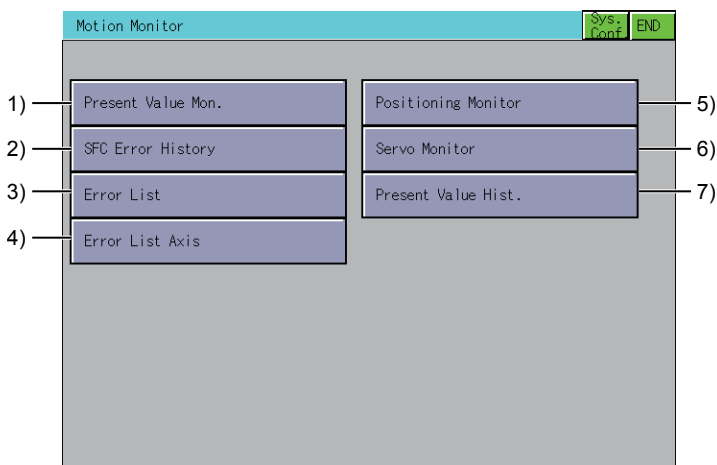 Motion Monitor
Sys. Conf
END
1) Present Value Mon.
Positioning Monitor 5)
2) SFC Error History
Servo Monitor 6)
3) Error List
Present Value Hist. 7)
4) Error List Axis